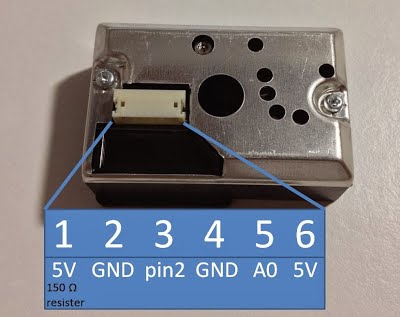 1 2 3 4 5 6
5V GND pin2 GND A0 5V
150 Ω
resister